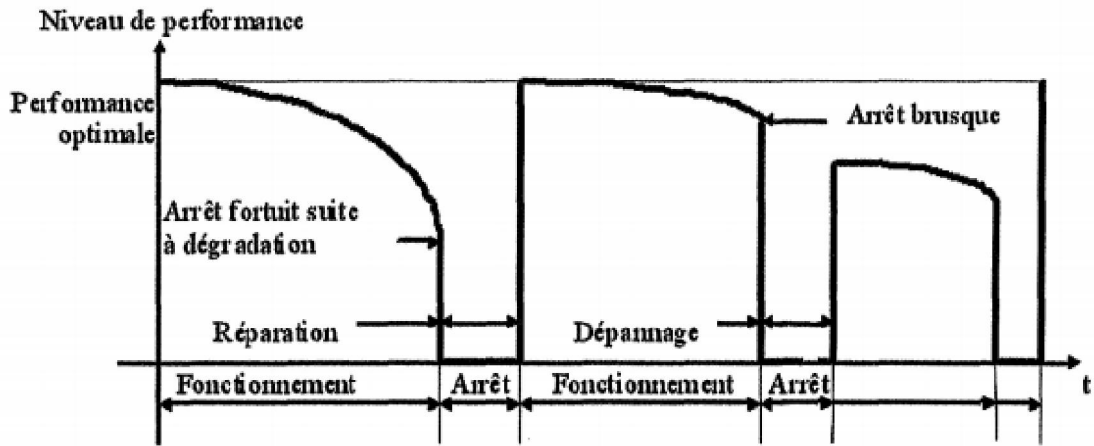 Niveau de performance
Performance
optimale
Arrêt brusque
Arrêt fortuit suite
à dégradation
Réparation
Dépannage
Fonctionnement
Arrêt
Fonctionnement
Arrêt
t